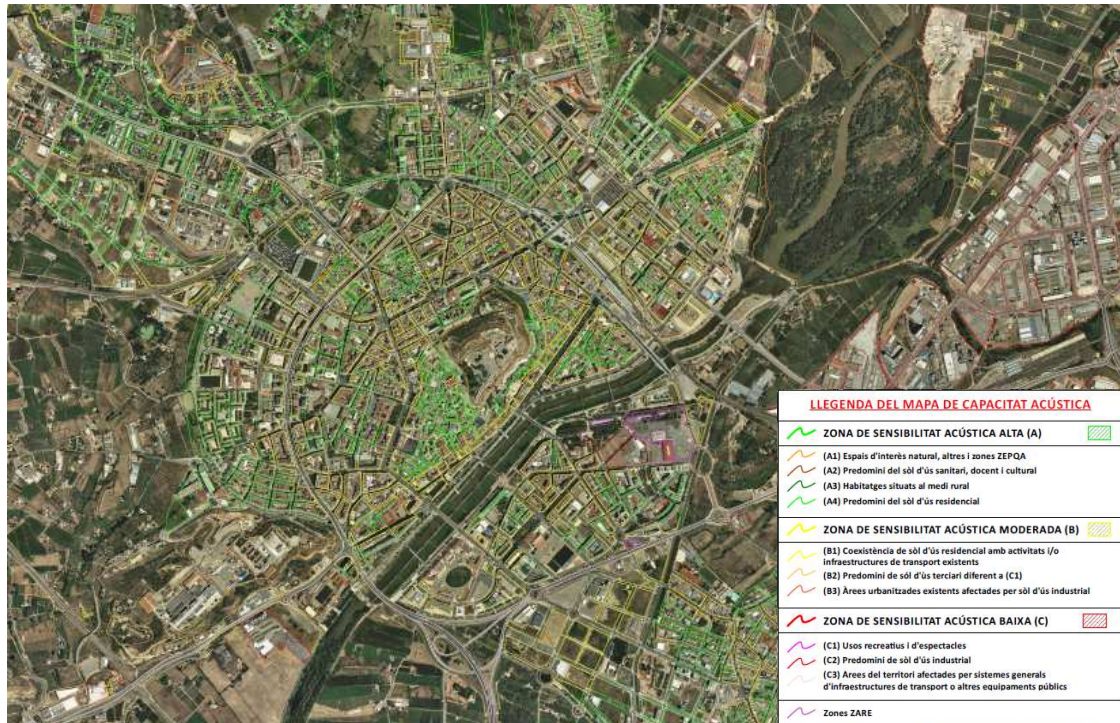 LLEGENDA DEL MAPA DE CAPACITAT ACÚSTICA
ZONA DE SENSIBILITAT ACÚSTICA ALTA (A)
(A1) Espais d'interès natural, altres i zones ZEPQA
(A2) Predomini del sòl d'ús sanitari, docent i cultural
(A3) Habitatges situats al medi rural
(A4) Predomini del sòl d'ús residencial
ZONA DE SENSIBILITAT ACÚSTICA MODERADA (B)
(B1) Coexistència de sòl d'ús residencial amb activitats i/o
infraestructures de transport existents
(B2) Predomini de sól d'ùs terciari diferent a (C1)
(B3) Àrees urbanitzades existents afectades per sòl d'ús industrial
ZONA DE SENSIBILITAT ACÚSTICA BAIXA (C)
(C1) Usos recreatius i d'espectacles
(C2) Predomini de sòl d'ús industrial
(C3) Àrees del territori afectades per sistemes generals
d'infraestructures de transport o altres equipaments públics
Zones ZARE